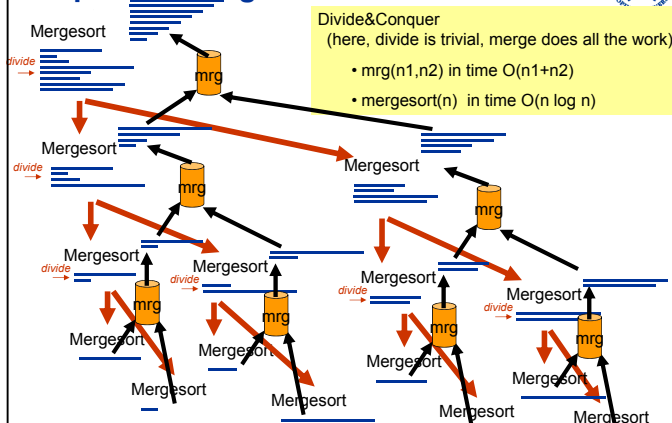 Divide&Conquer
(here, divide is trivial, merge does all the work)
• mrg(n1,n2) in time O(n1+n2)
• mergesort(n) in time O(n log n)
Mergesort
divide
mrg
Mergesort
divide
mrg
Mergesort
divide
mrg
Mergesort
divide
mrg
Mergesort
divide
mrg
Mergesort
divide
mrg
Mergesort
divide
mrg
Mergesort
Mergesort
Mergesort
Mergesort
Mergesort
Mergesort
Mergesort
Mergesort